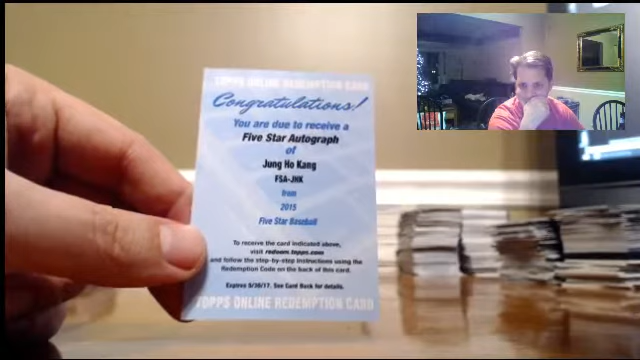 TOPPS ONLINE REDEMPTION CARD
Congratulations!
You are due to receive a
Five Star Autograph
of
Jung Ho Kang
FSA-JHK
from
2015
Five Star Baseball
To receive the card indicated above,
visit redeem.topps.com
and follow the step-by-step instructions using the
Redemption Code on the back of this card.
Expires 9/30/17. See Card Back for details.
TOPPS ONLINE REDEMPTION CARD